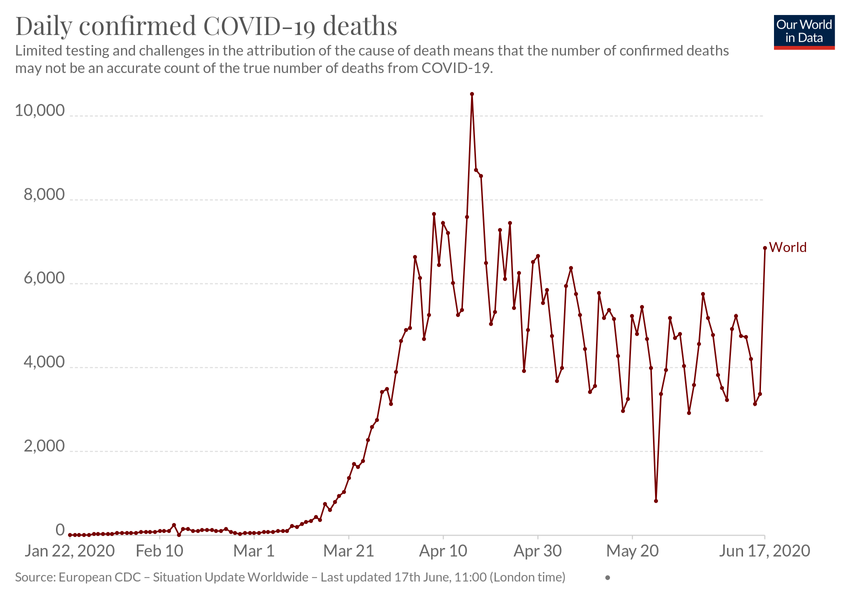 Daily confirmed COVID-19 deaths
Our World
in Data
Limited testing and challenges in the attribution of the cause of death means that the number of confirmed deaths
may not be an accurate count of the true number of deaths from COVID-19.
10,000
8,000
6,000
4,000
2,000
0
World
Jan 22, 2020 Feb 10 Mar 1 Mar 21 Apr 10 Apr 30 May 20 Jun 17, 2020
Source: European CDC – Situation Update Worldwide – Last updated 17th June, 11:00 (London time) •